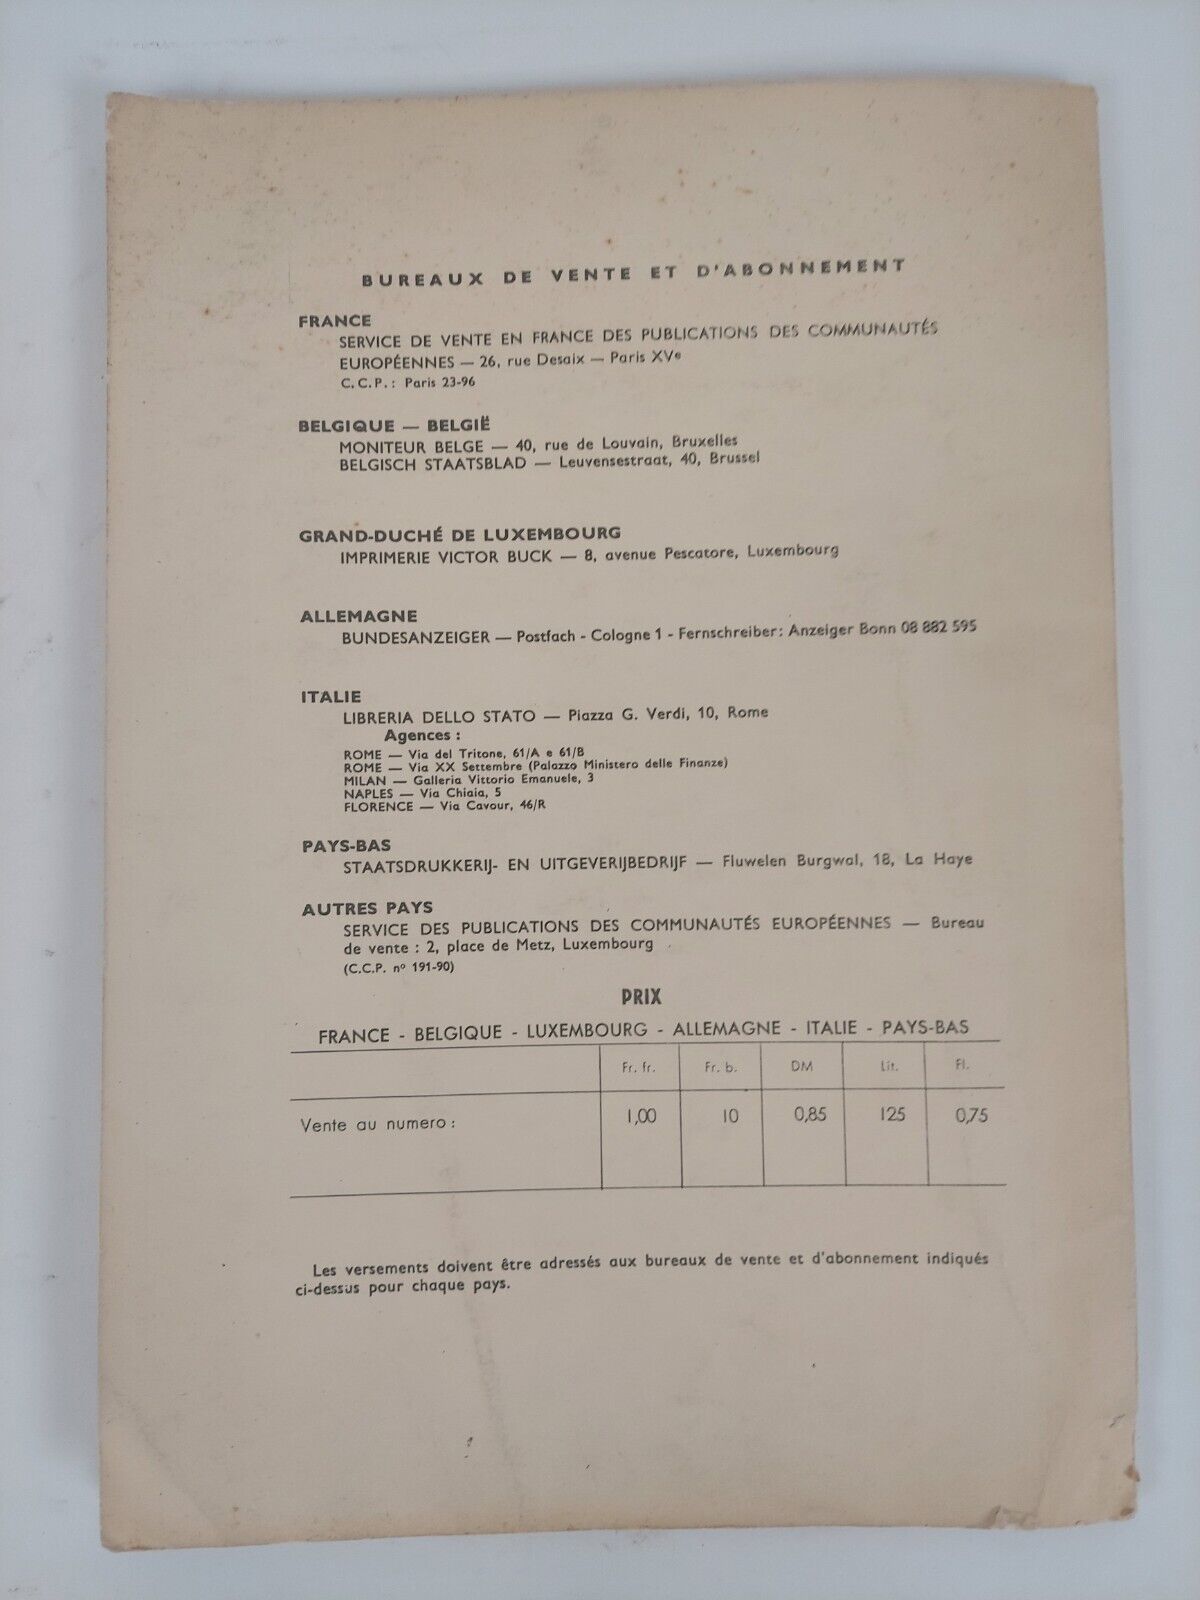 BUREAUX DE VENTE ET D'ABONNEMENT
FRANCE
SERVICE DE VENTE EN FRANCE DES PUBLICATIONS DES COMMUNAUTÉS
EUROPÉENNES — 26, rue Desaix — Paris XVe
C.C.P.: Paris 23-96
BELGIQUE — BELGIË
MONITEUR BELGE — 40, rue de Louvain, Bruxelles
BELGISCH STAATSBLAD — Leuvensestraat, 40, Brussel
GRAND-DUCHÉ DE LUXEMBOURG
IMPRIMERIE VICTOR BUCK — 8, avenue Pescatore, Luxembourg
ALLEMAGNE
BUNDESANZEIGER — Postfach - Cologne 1 - Fernschreiber: Anzeiger Bonn 08 882 595
ITALIE
LIBRERIA DELLO STATO — Piazza G. Verdi, 10, Rome
Agences :
ROME — Via del Tritone, 61/A e 61/B
ROME — Via XX Settembre (Palazzo Ministero delle Finanze)
MILAN — Galleria Vittorio Emanuele, 3
NAPLES — Via Chiaia, 5
FLORENCE — Via Cavour, 46/R
PAYS-BAS
STAATSDRUKKERIJ- EN UITGEVERIJBEDRIJF — Fluwelen Burgwal, 18, La Haye
AUTRES PAYS
SERVICE DES PUBLICATIONS DES COMMUNAUTÉS EUROPÉENNES — Bureau
de vente : 2, place de Metz, Luxembourg
(C.C.P. nº 191-90)
PRIX
FRANCE - BELGIQUE - LUXEMBOURG - ALLEMAGNE - ITALIE - PAYS-BAS
Fr. fr. Fr. b. DM Lit. Fl.
Vente au numero : 1,00 10 0,85 125 0,75
Les versements doivent être adressés aux bureaux de vente et d'abonnement indiqués
ci-dessus pour chaque pays.